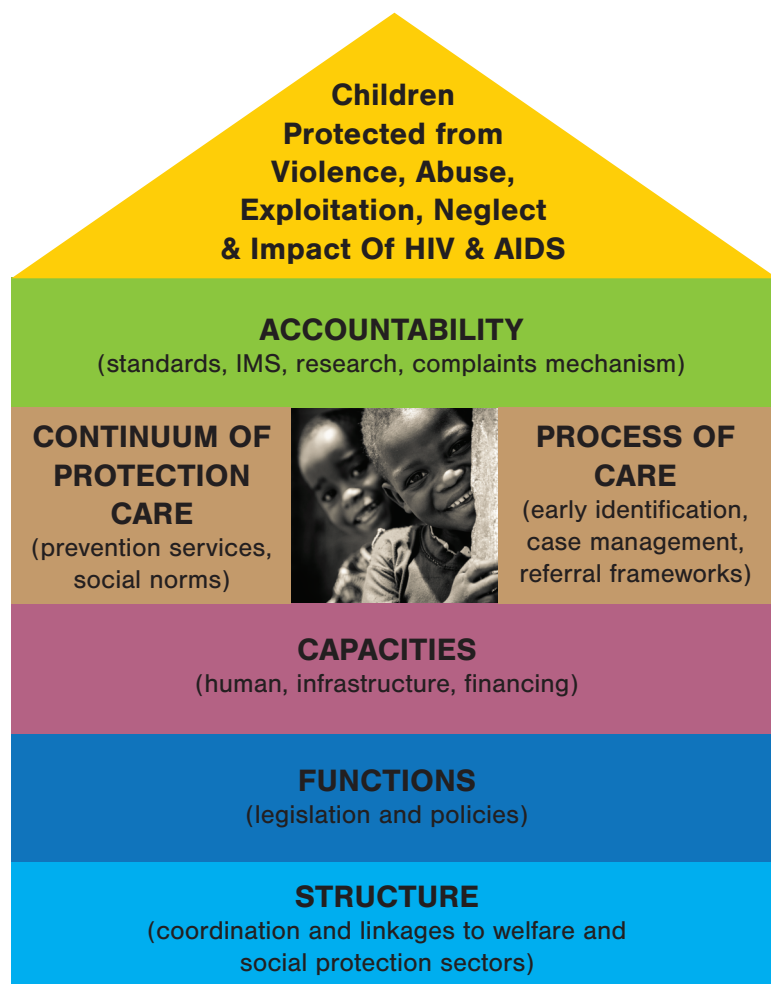 Children
Protected from
Violence, Abuse,
Exploitation, Neglect
& Impact Of HIV & AIDS
ACCOUNTABILITY
(standards, IMS, research, complaints mechanism)
CONTINUUM OF
PROTECTION
CARE
(prevention services,
social norms)
PROCESS OF
CARE
(early identification,
case management,
referral frameworks)
CAPACITIES
(human, infrastructure, financing)
FUNCTIONS
(legislation and policies)
STRUCTURE
(coordination and linkages to welfare and
social protection sectors)